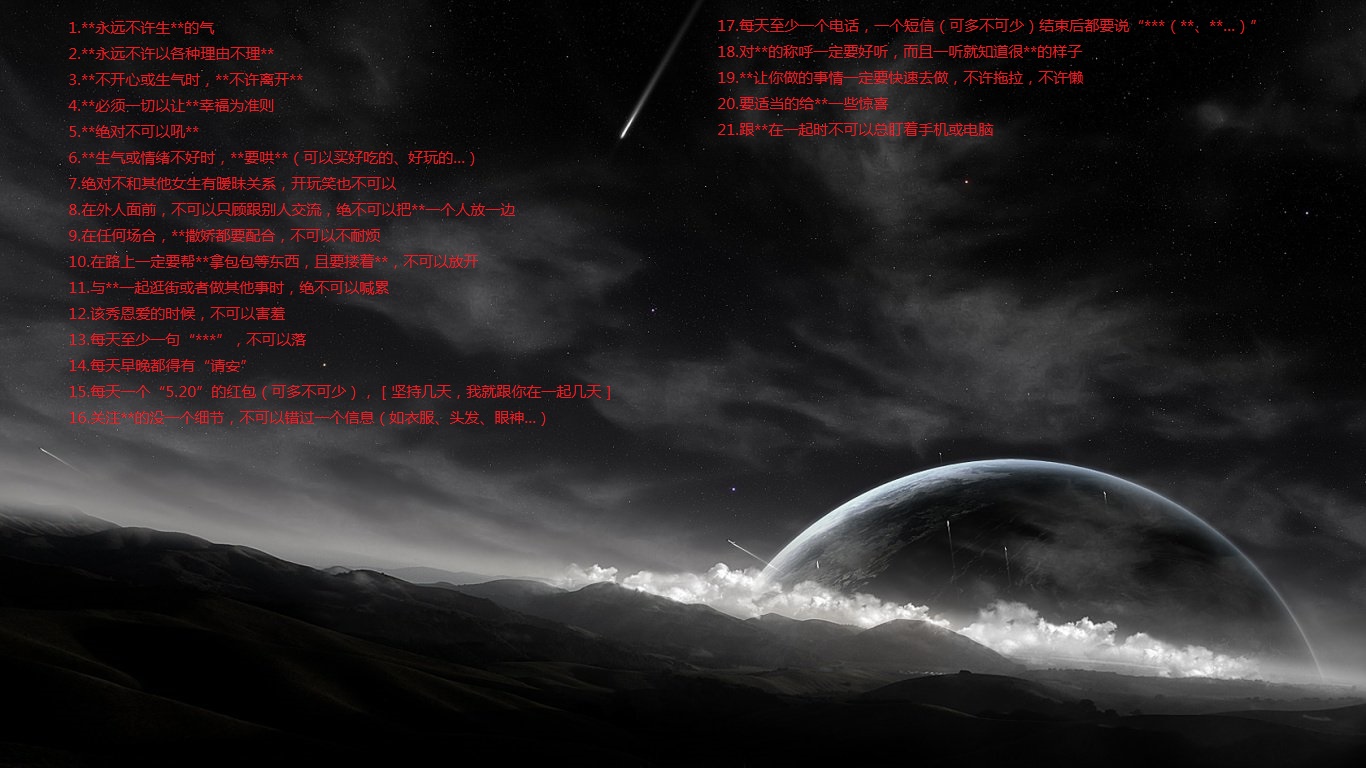 1.**永远不许生**的气
2.**永远不许以各种理由不理**
3.**不开心或生气时，**不许离开**
4.**必须一切以让**幸福为准则
5.**绝对不可以吼**
6.**生气或情绪不好时，**要哄**（可以买好吃的、好玩的...）
7.绝对不和其他女生有暧昧关系，开玩笑也不可以
8.在外人面前，不可以只顾跟别人交流，绝不可以把**一个人放一边
9.在任何场合，**撒娇都要配合，不可以不耐烦
10.在路上一定要帮**拿包包等东西，且要搂着**，不可以放开
11.与**一起逛街或者做其他事时，绝不可以喊累
12.该秀恩爱的时候，不可以害羞
13.每天至少一句“***”，不可以落
14.每天早晚都得有“请安”
15.每天一个“5.20”的红包（可多不可少），［坚持几天，我就跟你在一起几天］
16.关注**的没一个细节，不可以错过一个信息（如衣服、头发、眼神...）
17.每天至少一个电话，一个短信（可多不可少）结束后都要说“***（**、**...）”
18.对**的称呼一定要好听，而且一听就知道很**的样子
19.**让你做的事情一定要快速去做，不许拖拉，不许懒
20.要适当的给**一些惊喜
21.跟**在一起时不可以总盯着手机或电脑